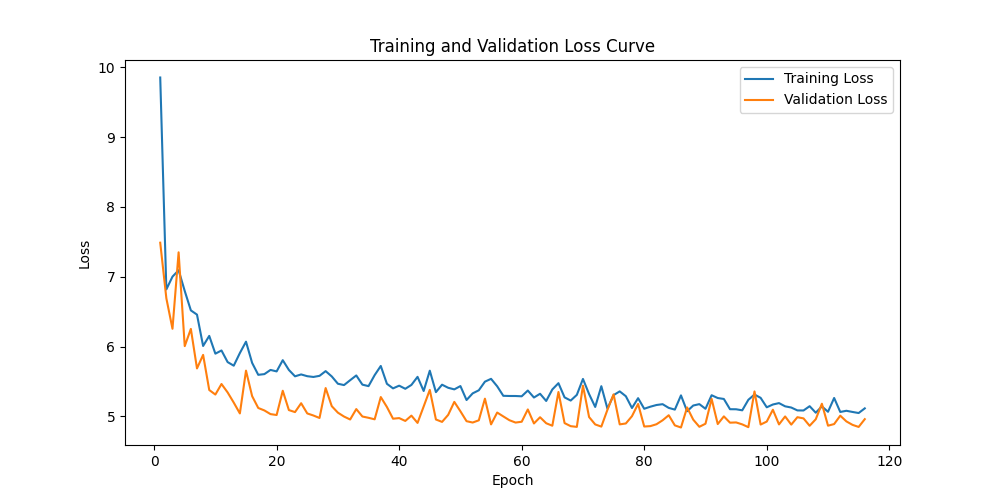 Training and Validation Loss Curve
Training Loss
Validation Loss
10
9
8
7
6
5
Loss
0 20 40 60 80 100 120
Epoch